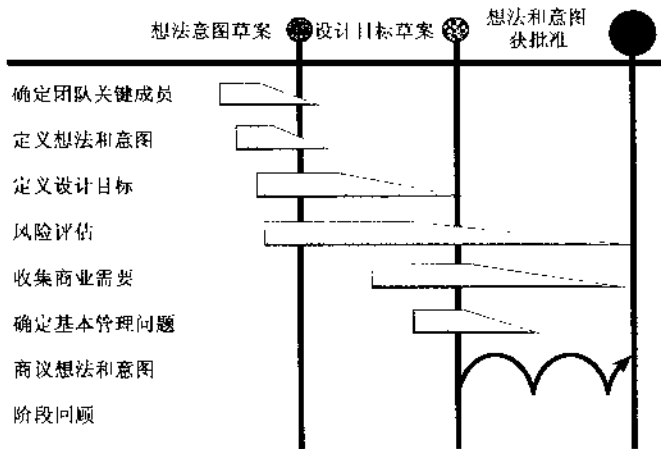 想法意图草案
设计目标草案
想法和意图
获批准
确定团队关键成员
定义想法和意图
定义设计目标
风险评估
收集商业需要
确定基本管理问题
商议想法和意图
阶段回顾